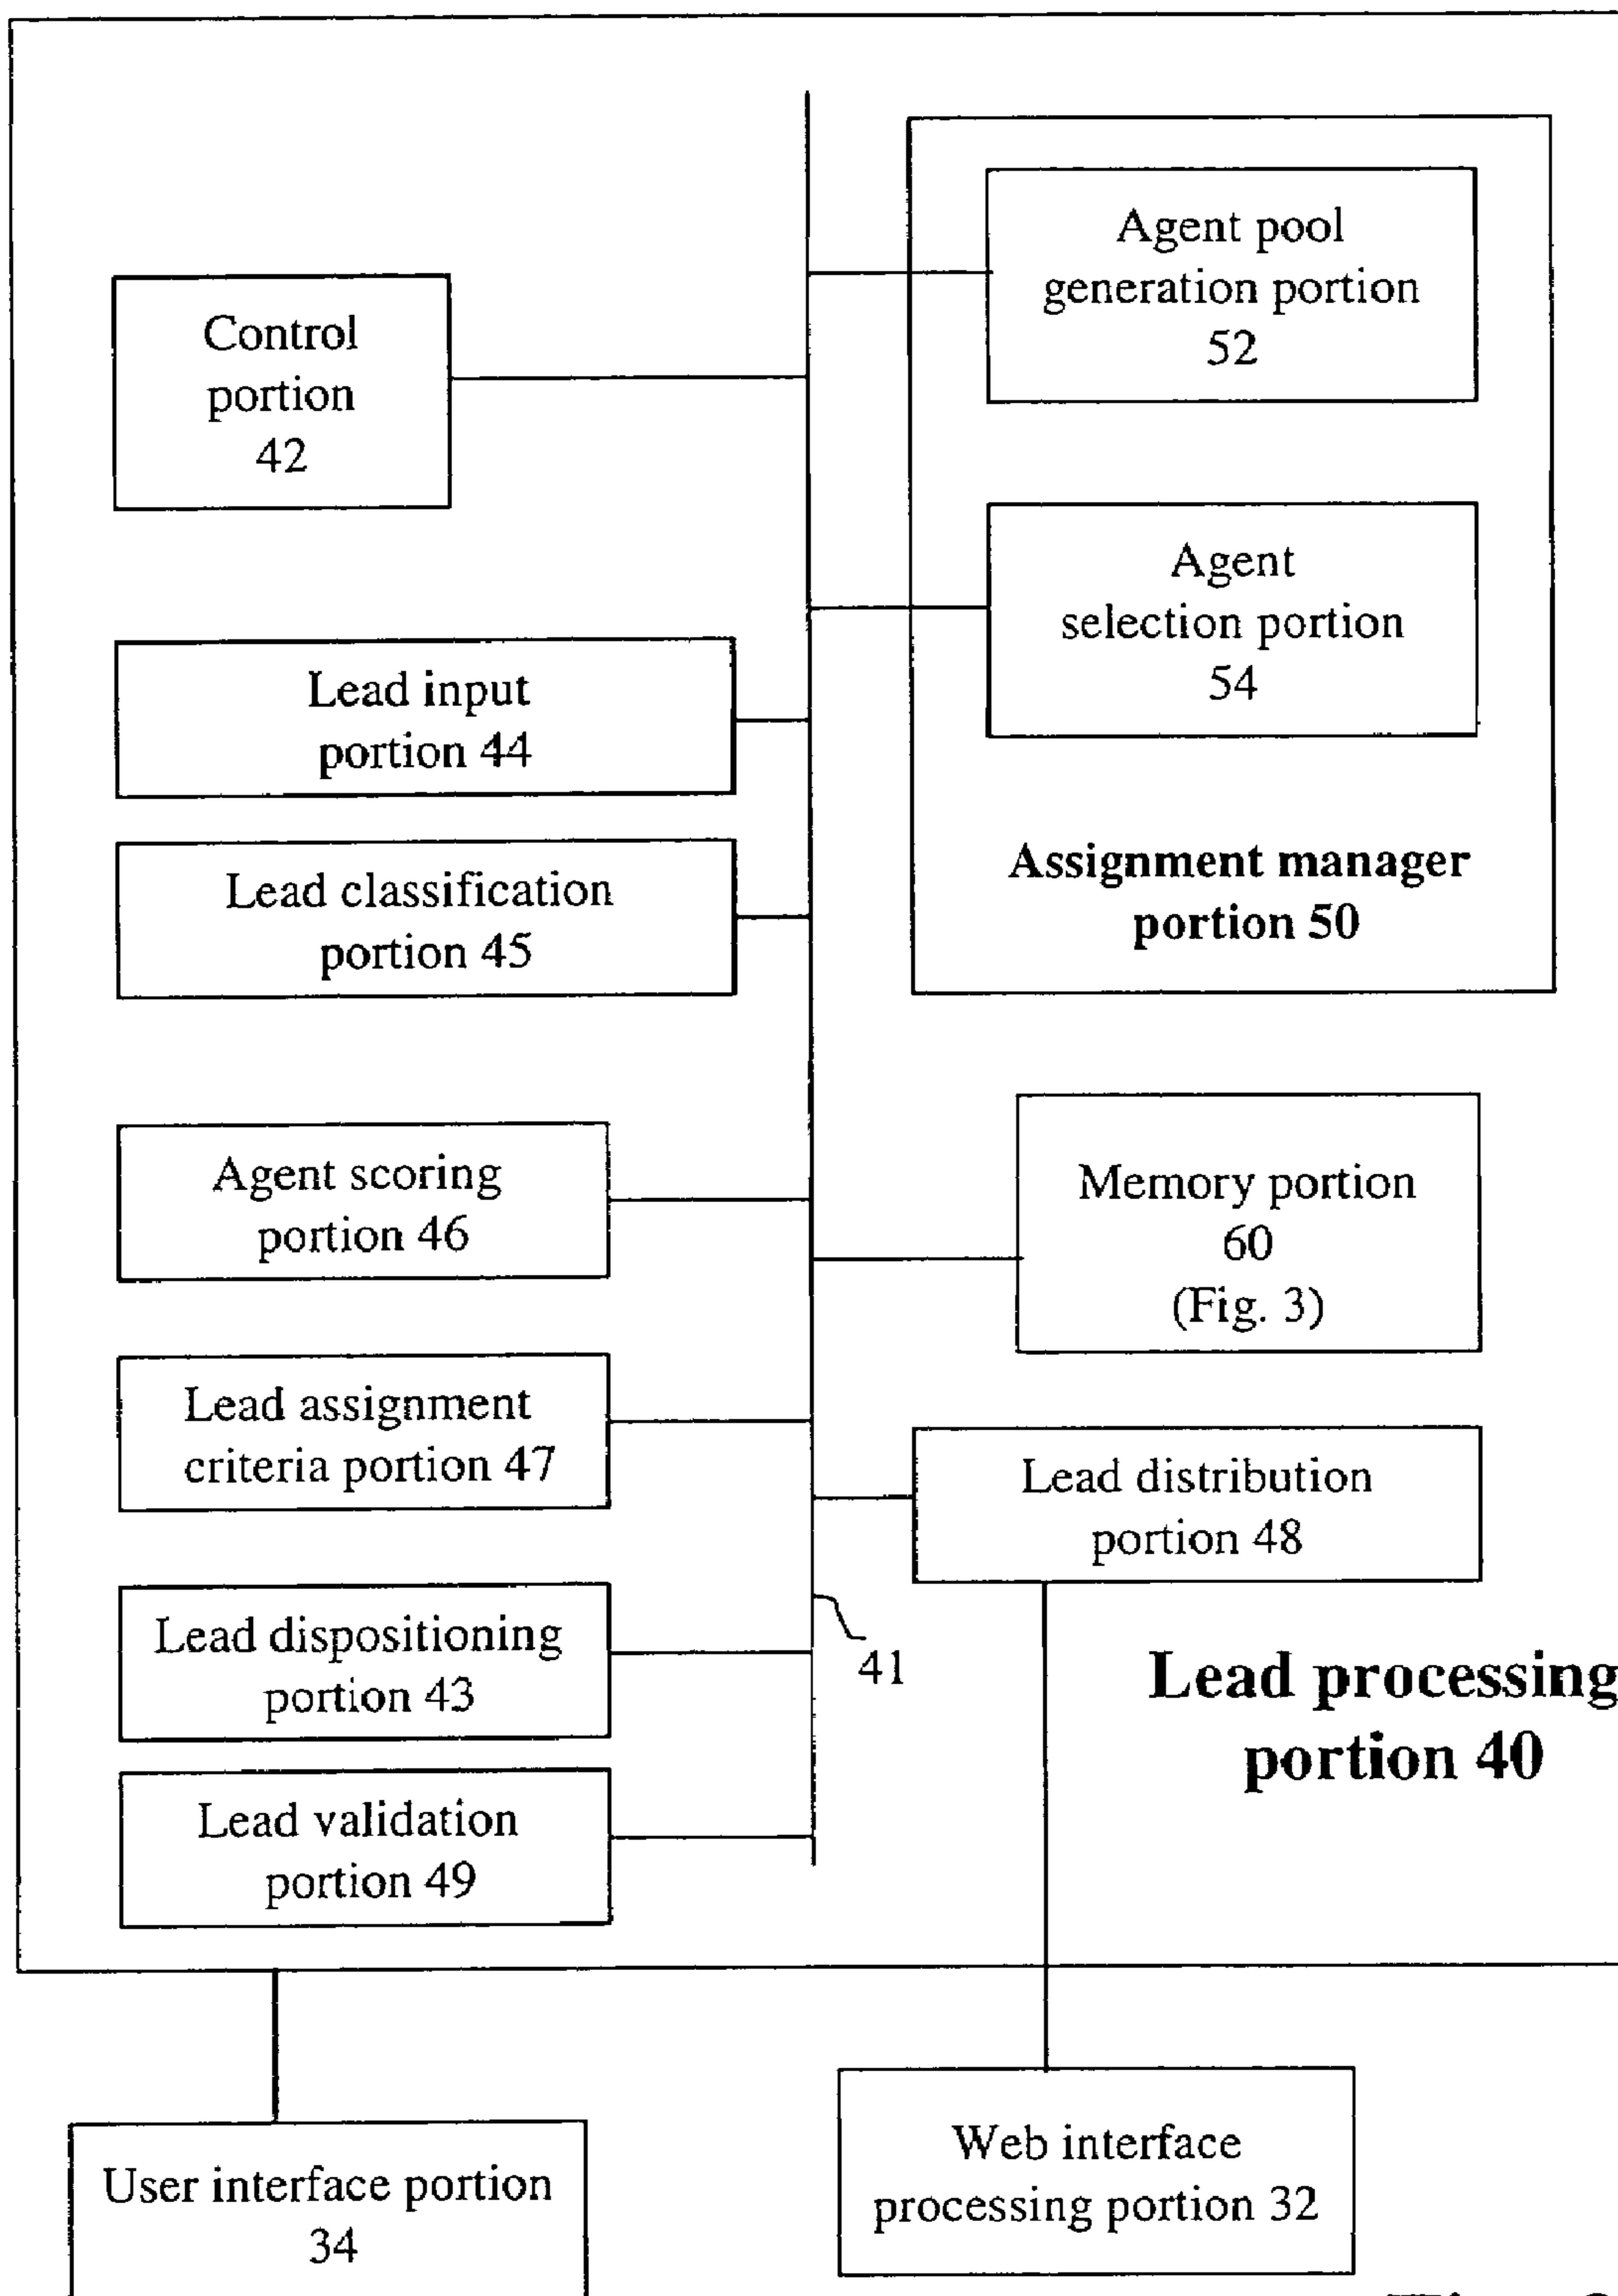 Control
portion
42
Agent pool
generation portion
52
Agent
selection portion
54
Assignment manager
portion 50
Lead input
portion 44
Lead classification
portion 45
Agent scoring
portion 46
Memory portion
60
(Fig. 3)
Lead assignment
criteria portion 47
Lead distribution
portion 48
Lead dispositioning
portion 43
41
Lead processing
portion 40
Lead validation
portion 49
User interface portion
34
Web interface
processing portion 32